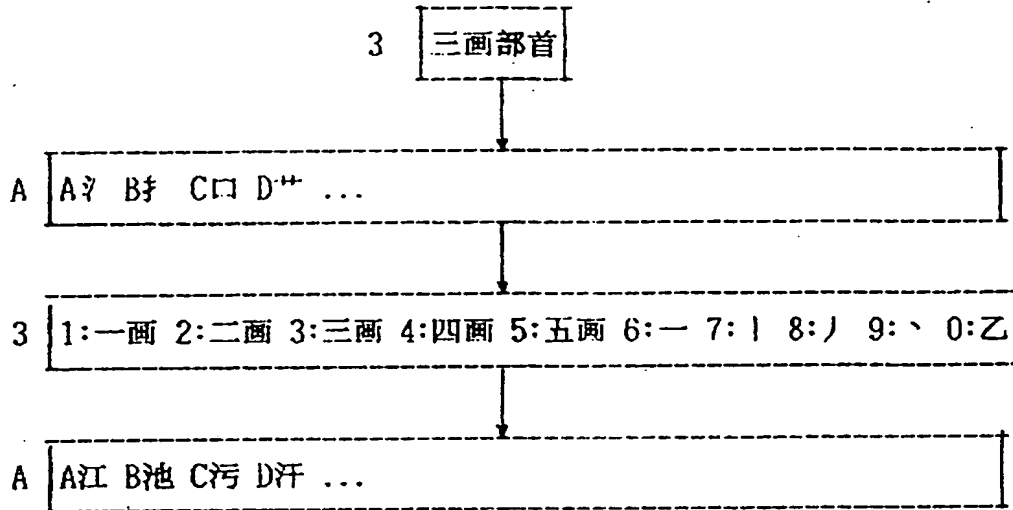 3 三画部首
A A氵 B扌 C口 D艹 ...
3 1:一画 2:二画 3:三画 4:四画 5:五画 6:一 7:丨 8:丿 9:丶 0:乙
A A江 B池 C污 D汗 ...